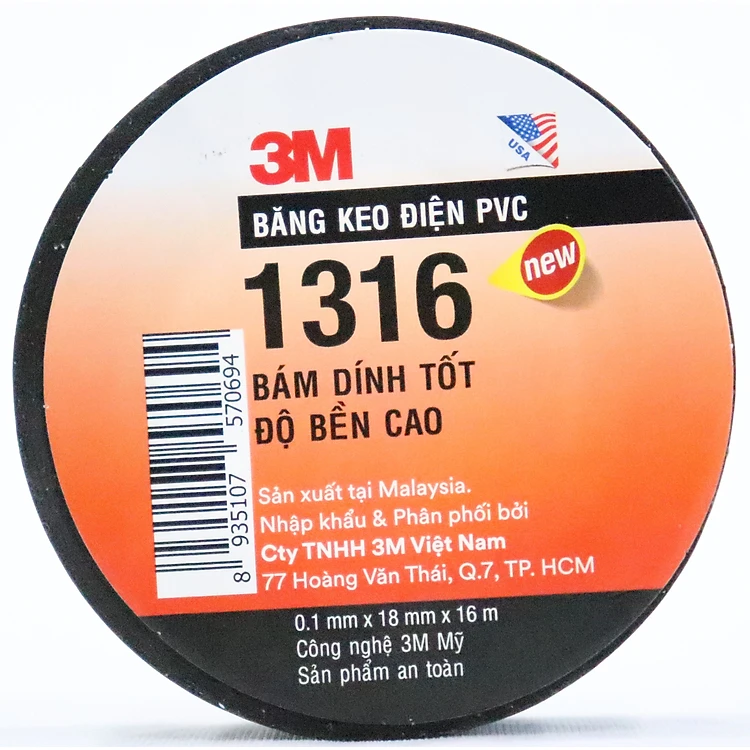 3M
USA
BĂNG KEO ĐIỆN PVC
1316
new
BÁM DÍNH TỐT
ĐỘ BỀN CAO
8 935107 570694
Sản xuất tại Malaysia.
Nhập khẩu & Phân phối bởi
Cty TNHH 3M Việt Nam
77 Hoàng Văn Thái, Q.7, TP. HCM
0.1 mm x 18 mm x 16 m
Công nghệ 3M Mỹ
Sản phẩm an toàn